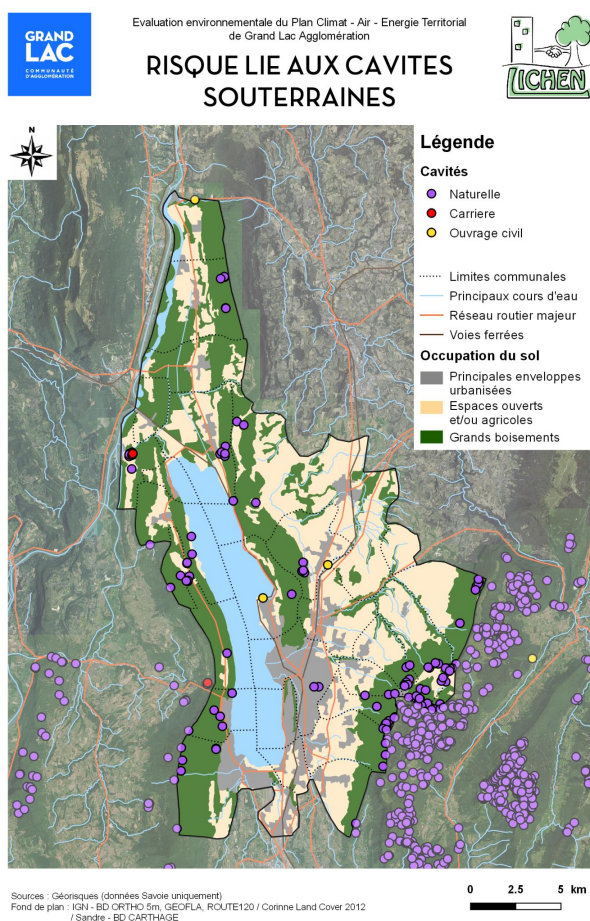 GRAND
LAC
COMMUNAUTÉ
D'AGGLOMÉRATION
Evaluation environnementale du Plan Climat - Air - Energie Territorial
de Grand Lac Agglomération
RISQUE LIE AUX CAVITES
SOUTERRAINES
LICHEN
N
Légende
Cavités
Naturelle
Carriere
Ouvrage civil
Limites communales
Principaux cours d'eau
Réseau routier majeur
Voies ferrées
Occupation du sol
Principales enveloppes
urbanisées
Espaces ouverts
et/ou agricoles
Grands boisements
Sources : Géorisques (données Savoie uniquement)
Fond de plan : IGN - BD ORTHO 5m, GEOFLA, ROUTE120 / Corinne Land Cover 2012
/ Sandre - BD CARTHAGE
0 2.5 5 km